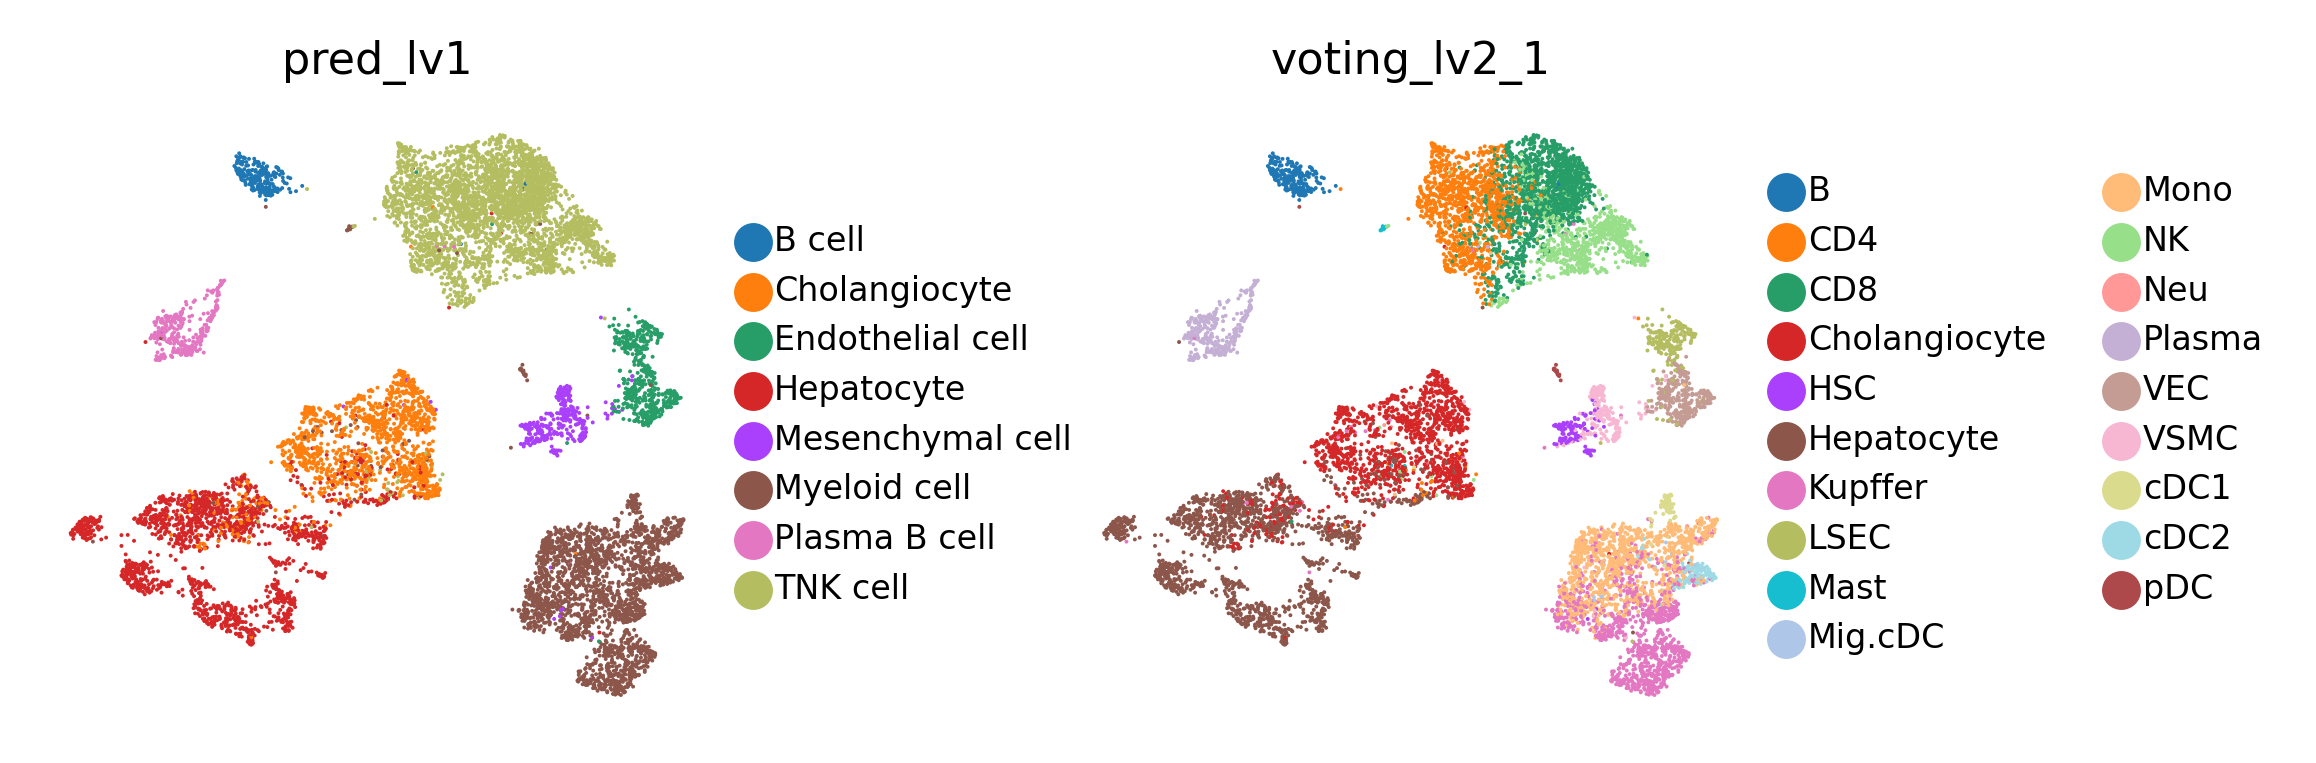 pred_lv1
B cell
Cholangiocyte
Endothelial cell
Hepatocyte
Mesenchymal cell
Myeloid cell
Plasma B cell
TNK cell
voting_lv2_1
B
CD4
CD8
Cholangiocyte
HSC
Hepatocyte
Kupffer
LSEC
Mast
Mig.cDC
Mono
NK
Neu
Plasma
VEC
VSMC
cDC1
cDC2
pDC